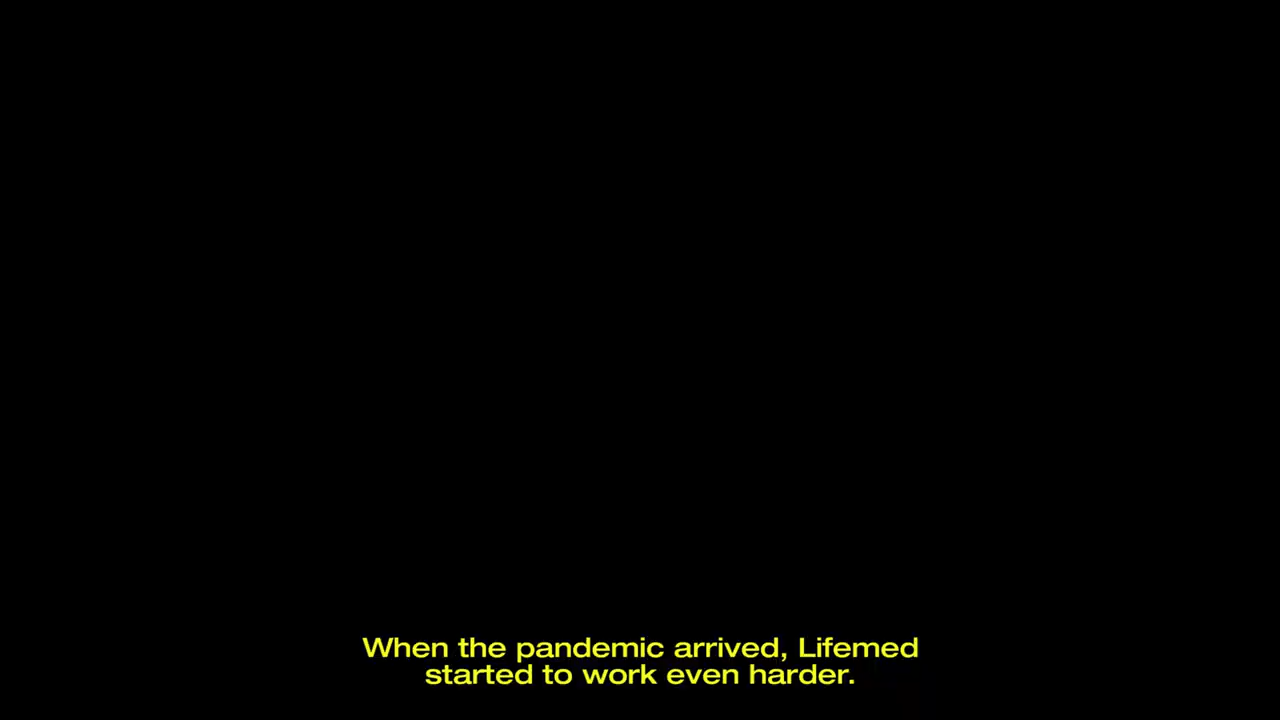 When the pandemic arrived, Lifemed
started to work even harder.